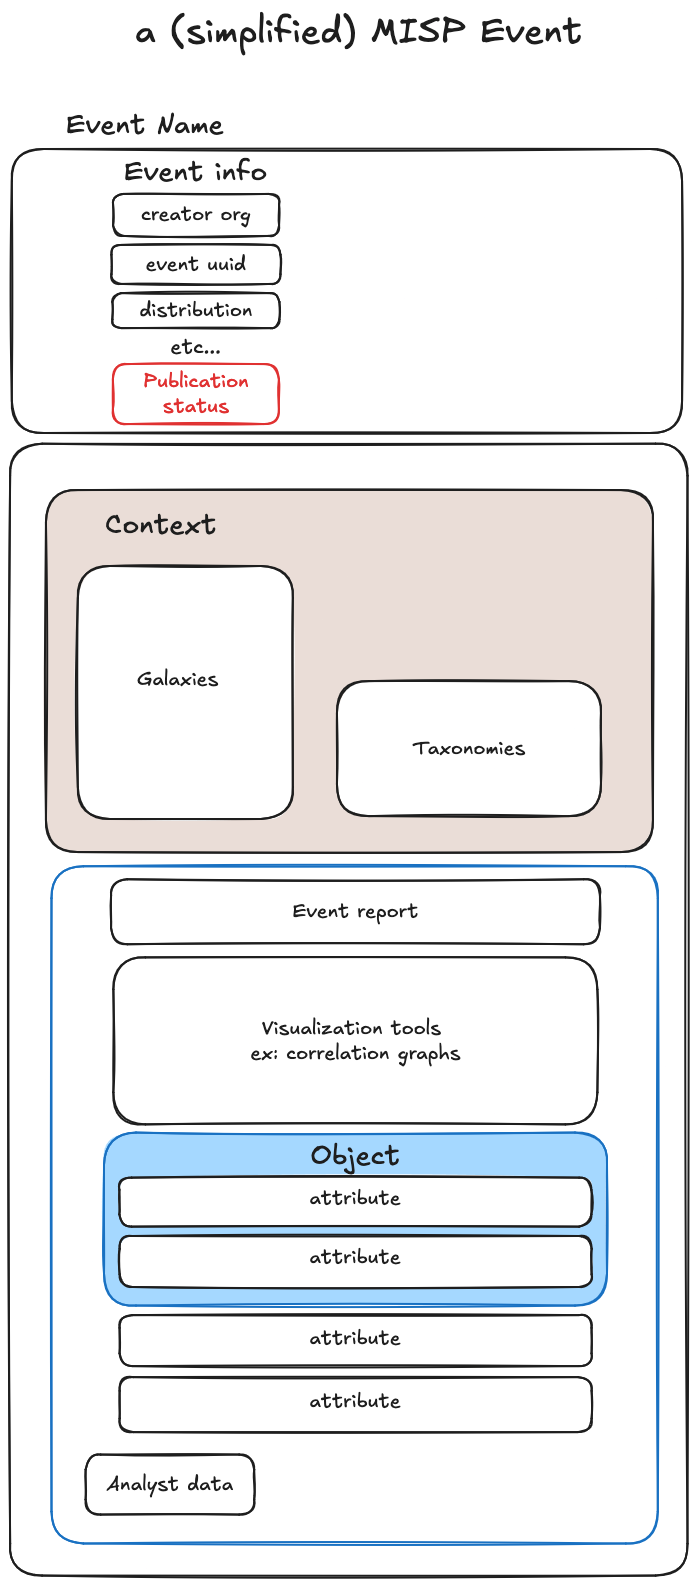 a (simplified) MISP Event
Event Name
Event info
creator org
event uuid
distribution
etc...
Publication
status
Context
Galaxies
Taxonomies
Event report
Visualization tools
ex: correlation graphs
Object
attribute
attribute
attribute
attribute
Analyst data